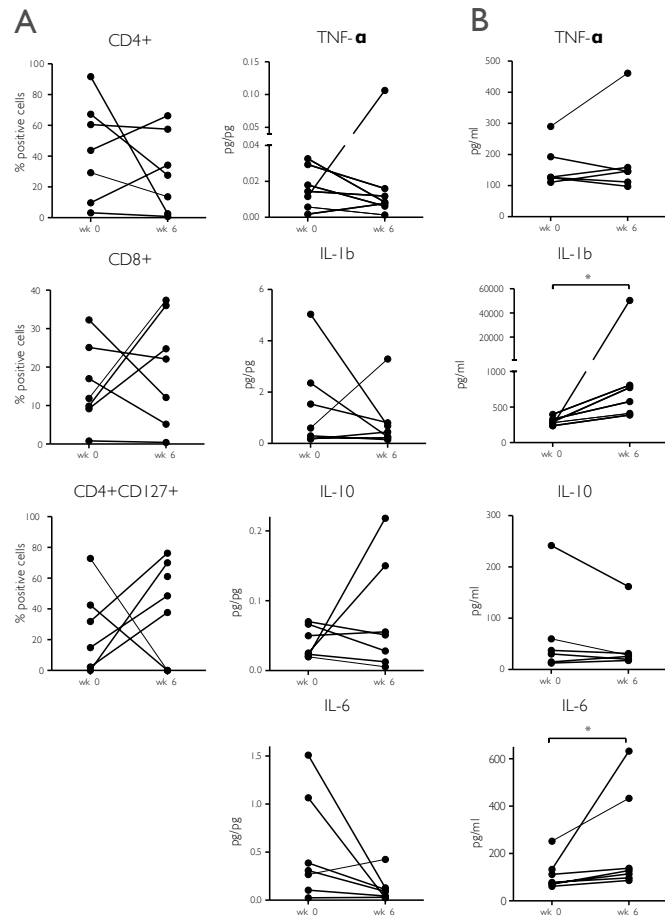 A
B
CD4+
TNF-α
TNF-α
% positive cells
100
80
60
40
20
0
wk 0
wk 6
pg/pg
0.15
0.10
0.05
0.04
0.02
0.00
wk 0
wk 6
pg/ml
500
400
300
200
100
0
wk 0
wk 6
CD8+
IL-1b
IL-1b
% positive cells
40
30
20
10
0
wk 0
wk 6
pg/pg
6
4
2
0
wk 0
wk 6
pg/ml
60000
40000
20000
1000
500
0
*
wk 0
wk 6
CD4+CD127+
IL-10
IL-10
% positive cells
100
80
60
40
20
0
wk 0
wk 6
pg/pg
0.2
0.1
0.0
wk 0
wk 6
pg/ml
300
200
100
0
wk 0
wk 6
IL-6
IL-6
pg/pg
1.5
1.0
0.5
0.0
wk 0
wk 6
pg/ml
600
400
200
0
*
wk 0
wk 6